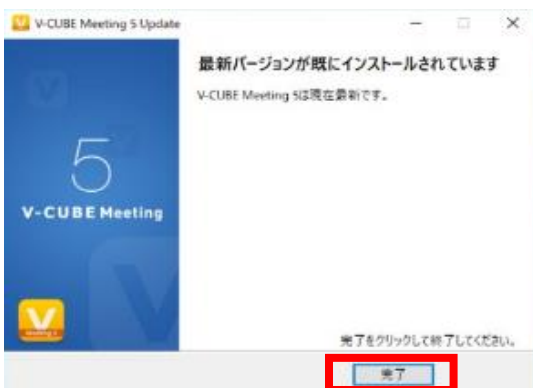 V-CUBE Meeting 5 Update
最新バージョンが既にインストールされています
V-CUBE Meeting 5は現在最新です。
5
V-CUBE Meeting
V
Meeting 5
完了をクリックして終了してください。
完了